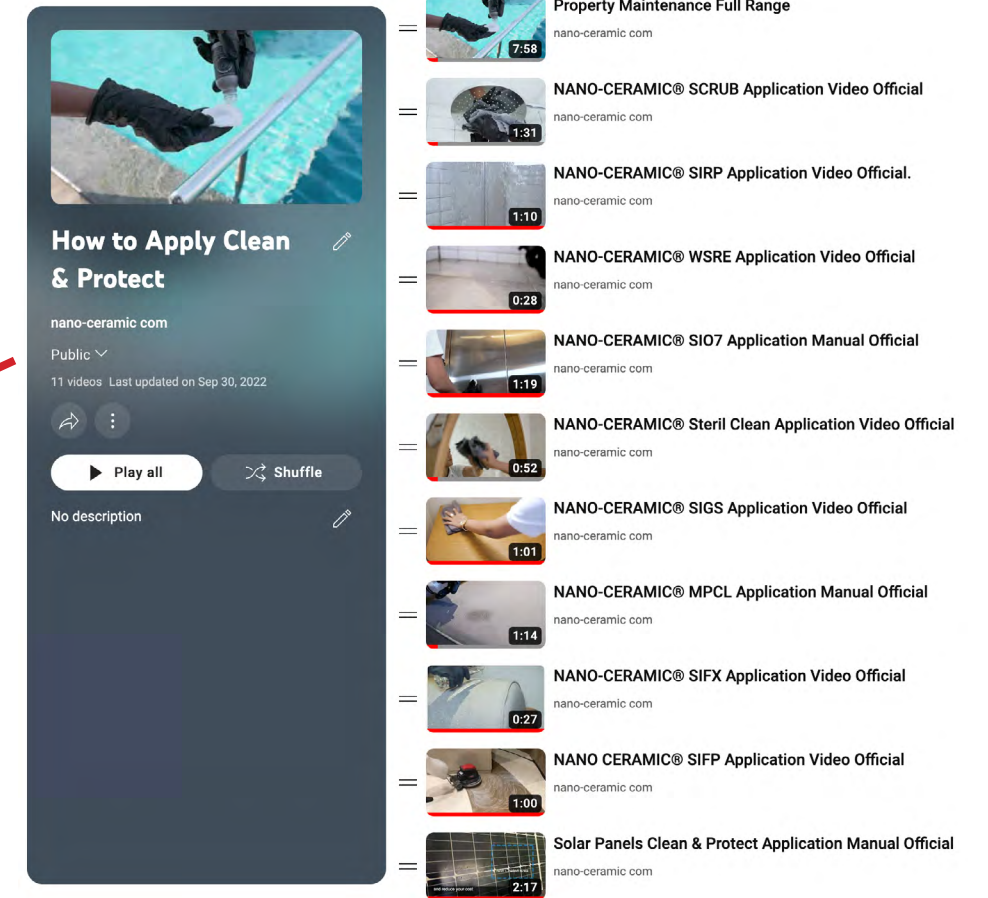 How to Apply Clean
& Protect
nano-ceramic com
Public
11 videos Last updated on Sep 30, 2022
Play all
Shuffle
No description
Property Maintenance Full Range
nano-ceramic com
7:58
NANO-CERAMIC® SCRUB Application Video Official
nano-ceramic com
1:31
NANO-CERAMIC® SIRP Application Video Official.
nano-ceramic com
1:10
NANO-CERAMIC® WSRE Application Video Official
nano-ceramic com
0:28
NANO-CERAMIC® SIO7 Application Manual Official
nano-ceramic com
1:19
NANO-CERAMIC® Steril Clean Application Video Official
nano-ceramic com
0:52
NANO-CERAMIC® SIGS Application Video Official
nano-ceramic com
1:01
NANO-CERAMIC® MPCL Application Manual Official
nano-ceramic com
1:14
NANO-CERAMIC® SIFX Application Video Official
nano-ceramic com
0:27
NANO CERAMIC® SIFP Application Video Official
nano-ceramic com
1:00
Solar Panels Clean & Protect Application Manual Official
nano-ceramic com
and reduce your cost
2:17